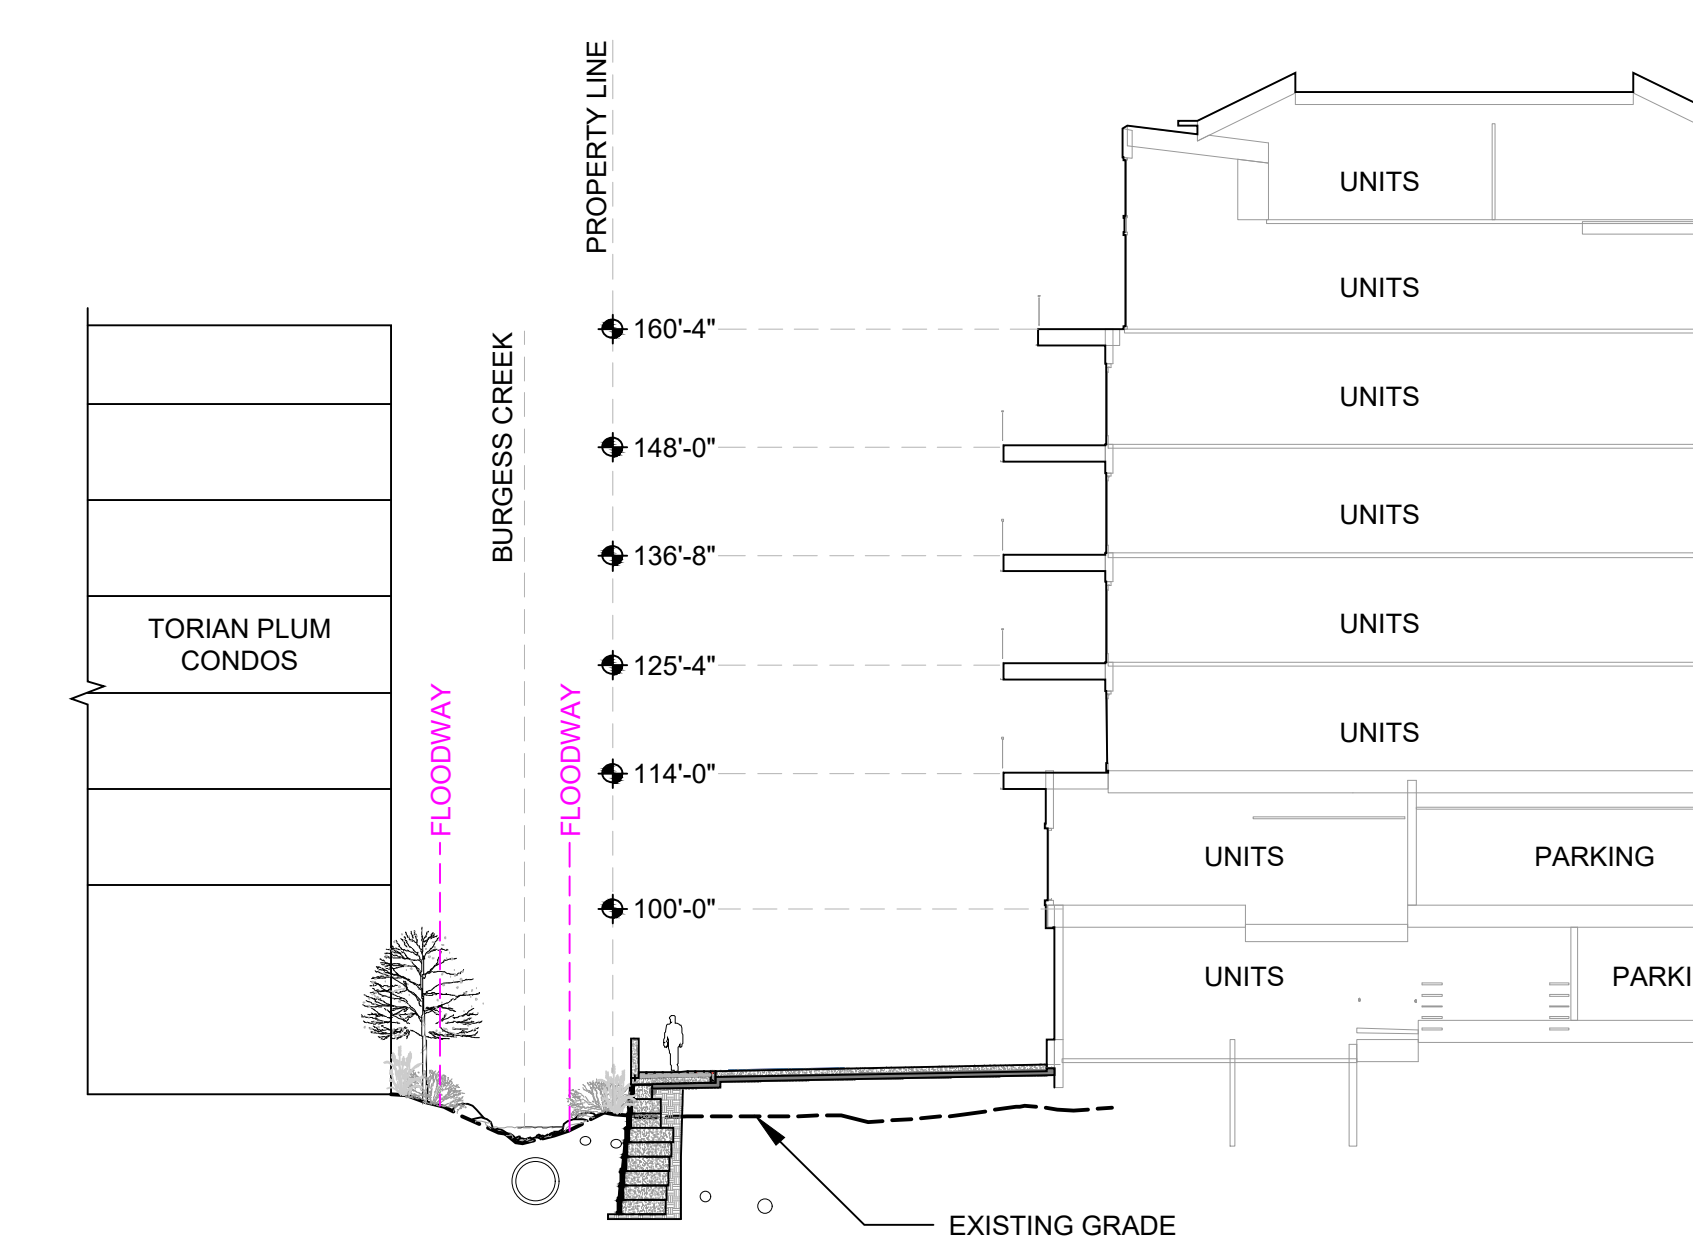 PROPERTY LINE
UNITS
UNITS
160'-4"
BURGESS CREEK
UNITS
148'-0"
UNITS
136'-8"
TORIAN PLUM
CONDOS
UNITS
125'-4"
FLOODWAY
FLOODWAY
UNITS
114'-0"
UNITS
PARKING
100'-0"
UNITS
PARKI
EXISTING GRADE